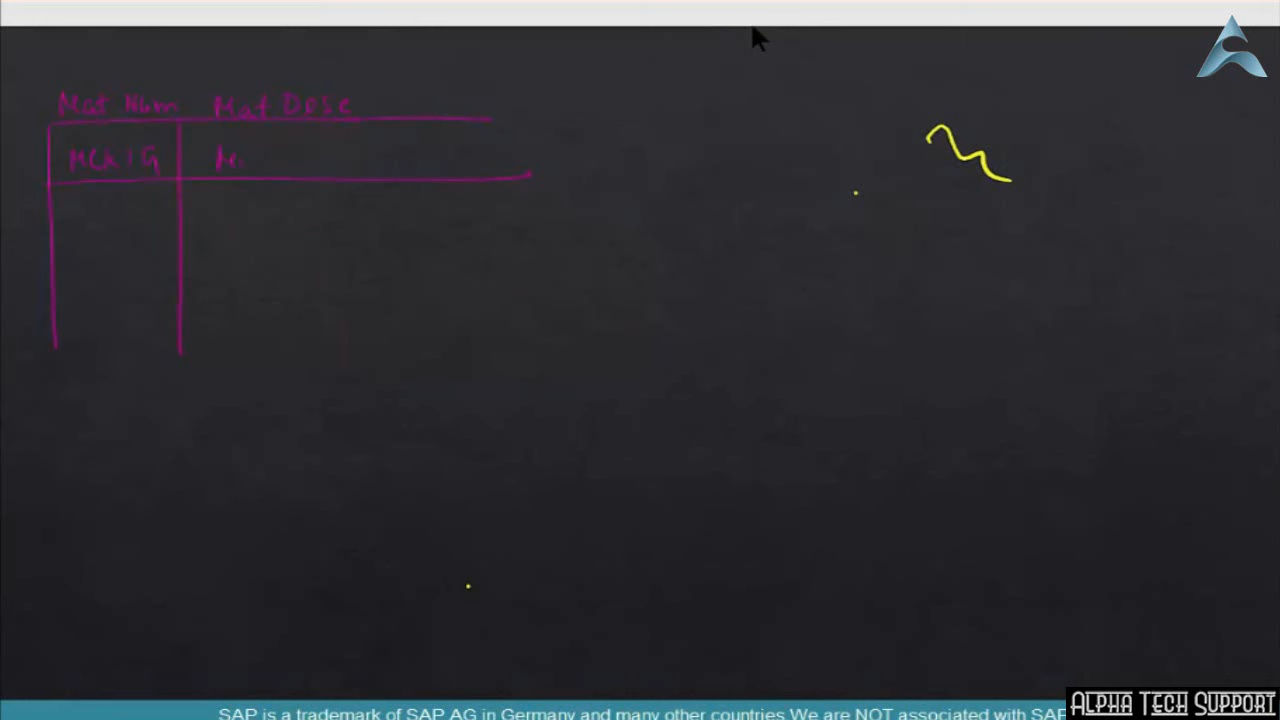 Mat Num Mat Desc
SAP is a trademark of SAP AG in Germany and many other countries We are NOT associated with SAP
ALPHA TECH SUPPORT